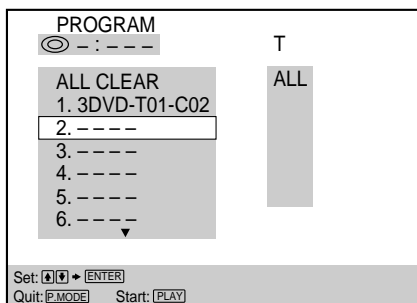 PROGRAM
– : – – –
T
ALL CLEAR
ALL
1. 3DVD-T01-C02
2. – – – –
3. – – – –
4. – – – –
5. – – – –
6. – – – –
Set: ENTER
Quit: P.MODE Start: PLAY